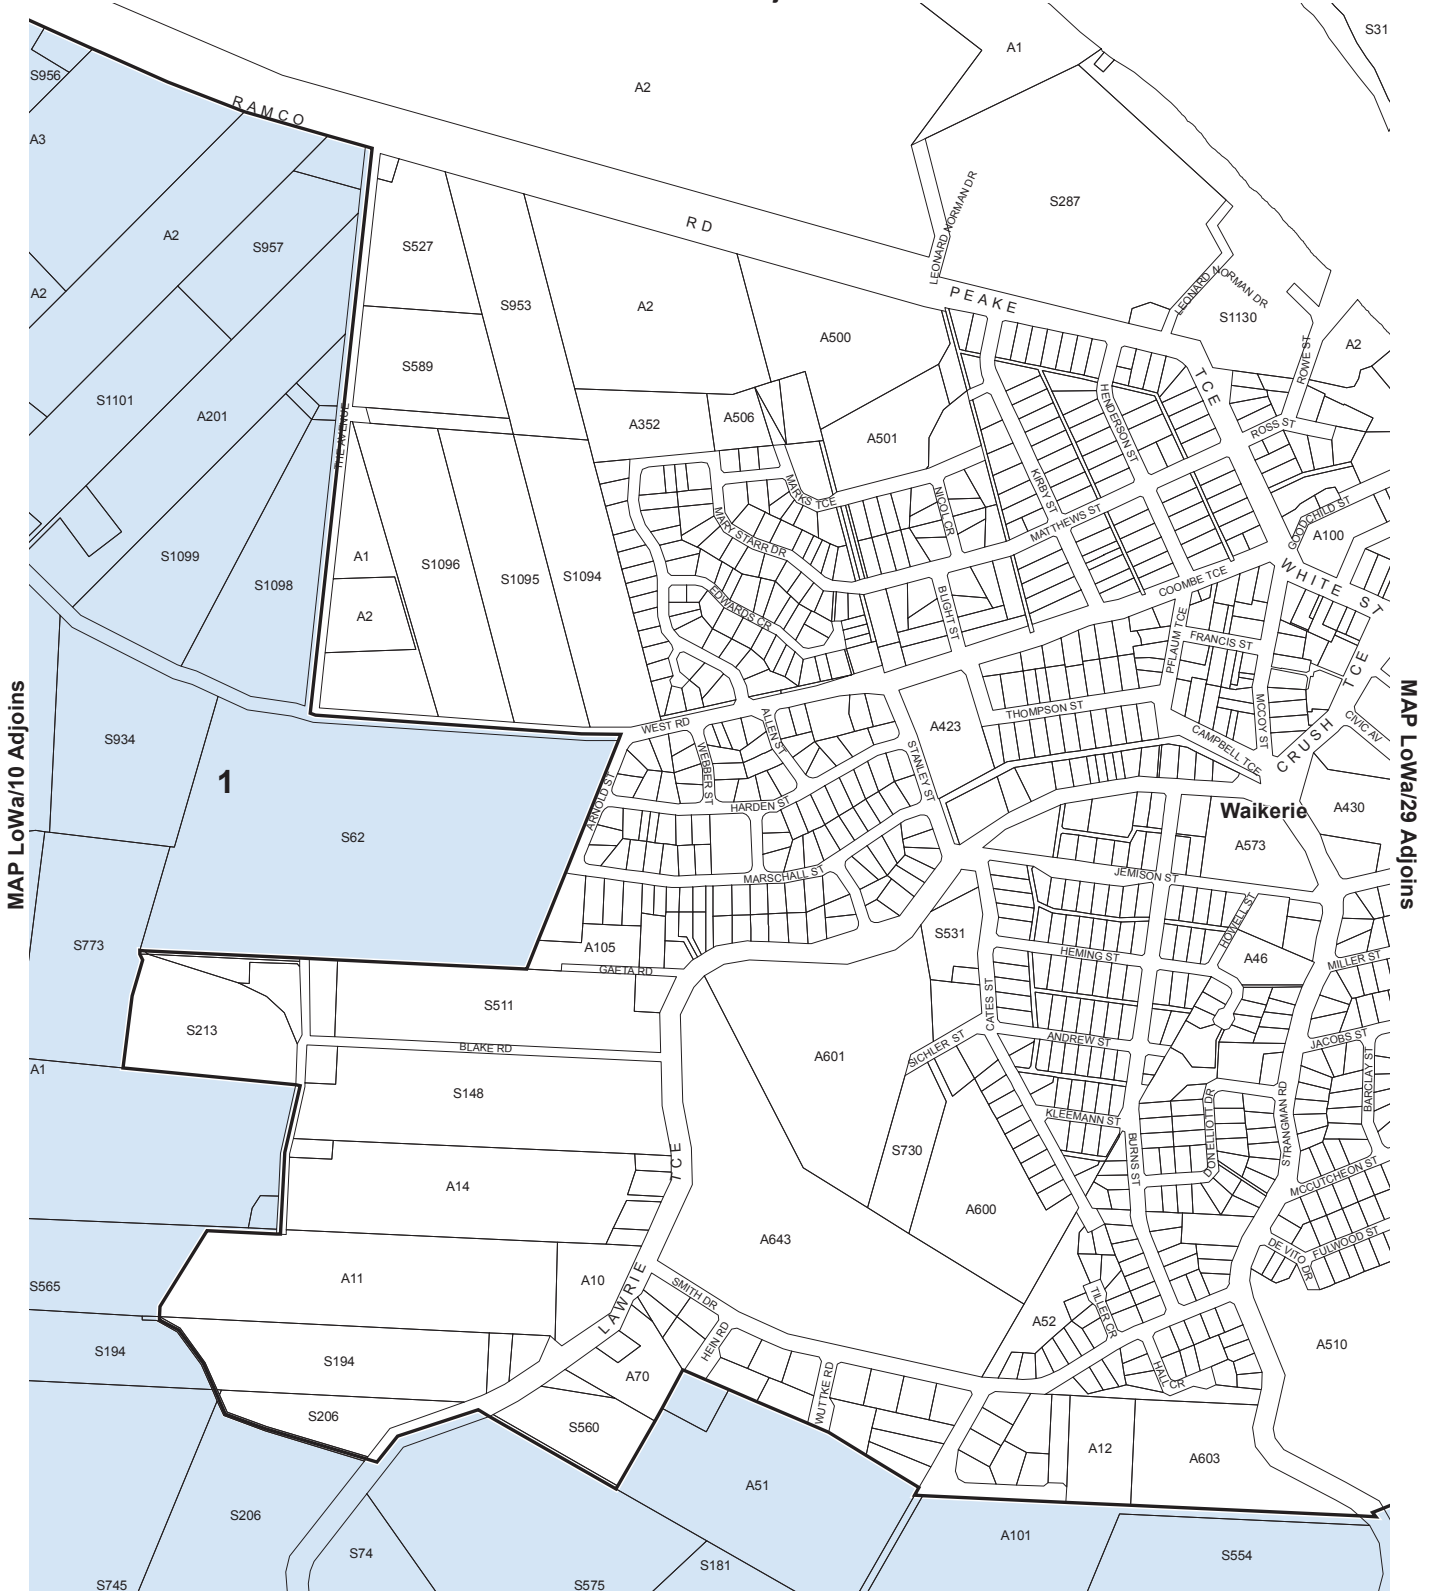 S31
A1
A2
S956
RAMCO
A3
S287
LEONARD NORMAN DR
A2
S957
S527
RD
LEONARD NORMAN DR
A2
S953
A2
PEAKE
S1130
A500
A2
ROWE ST
S589
TCE
S1101
A201
THE AVENUE
A352
A506
A501
HENDERSON ST
ROSS ST
KIRBY ST
MARKS TCE
NICOL CR
MATTHEWS ST
GOODCHILD ST
A100
MARY STARR DR
S1099
A1
S1096
S1095
S1094
S1098
WHITE ST
COOMBE TCE
EDWARDS CR
BLIGHT ST
A2
PFLAUM TCE
FRANCIS ST
TCE
MAP LoWa/10 Adjoins
MAP LoWa/29 Adjoins
S934
WEST RD
ALLEN ST
A423
THOMPSON ST
MCCOY ST
CIVIC AV
CRUSH
CAMPBELL TCE
1
WEBBER ST
STANLEY ST
ARNOLD ST
HARDEN ST
Waikerie
A430
S62
A573
MARSCHALL ST
JEMISON ST
S773
A105
S531
HOWELL ST
HEMING ST
A46
MILLER ST
GAETA RD
S511
S213
CATES ST
BLAKE RD
A601
SICHLER ST
ANDREW ST
JACOBS ST
A1
BARCLAY ST
S148
KLEEMANN ST
DON ELLIOTT DR
STRANGMAN RD
S730
BURNS ST
TCE
A14
MCCUTCHEON ST
A600
A643
DE VITO DR
FULWOOD ST
S565
A11
A10
LAWRIE
SMITH DR
TILLER CR
A52
HEIN RD
A510
S194
S194
A70
WUTTKE RD
HALL CR
S206
S560
A12
A603
A51
S206
A101
S74
S181
S554
S745
S575